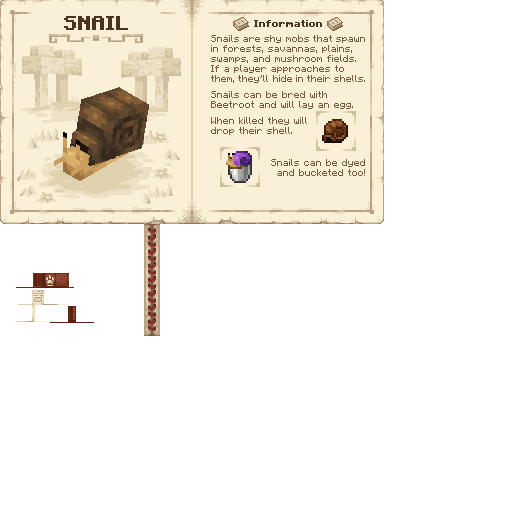 SNAIL
Information
Snails are shy mobs that spawn
in forests, savannas, plains,
swamps, and mushroom fields.
If a player approaches to
them, they'll hide in their shells.
Snails can be bred with
Beetroot and will lay an egg.
When killed they will
drop their shell.
Snails can be dyed
and bucketed too!